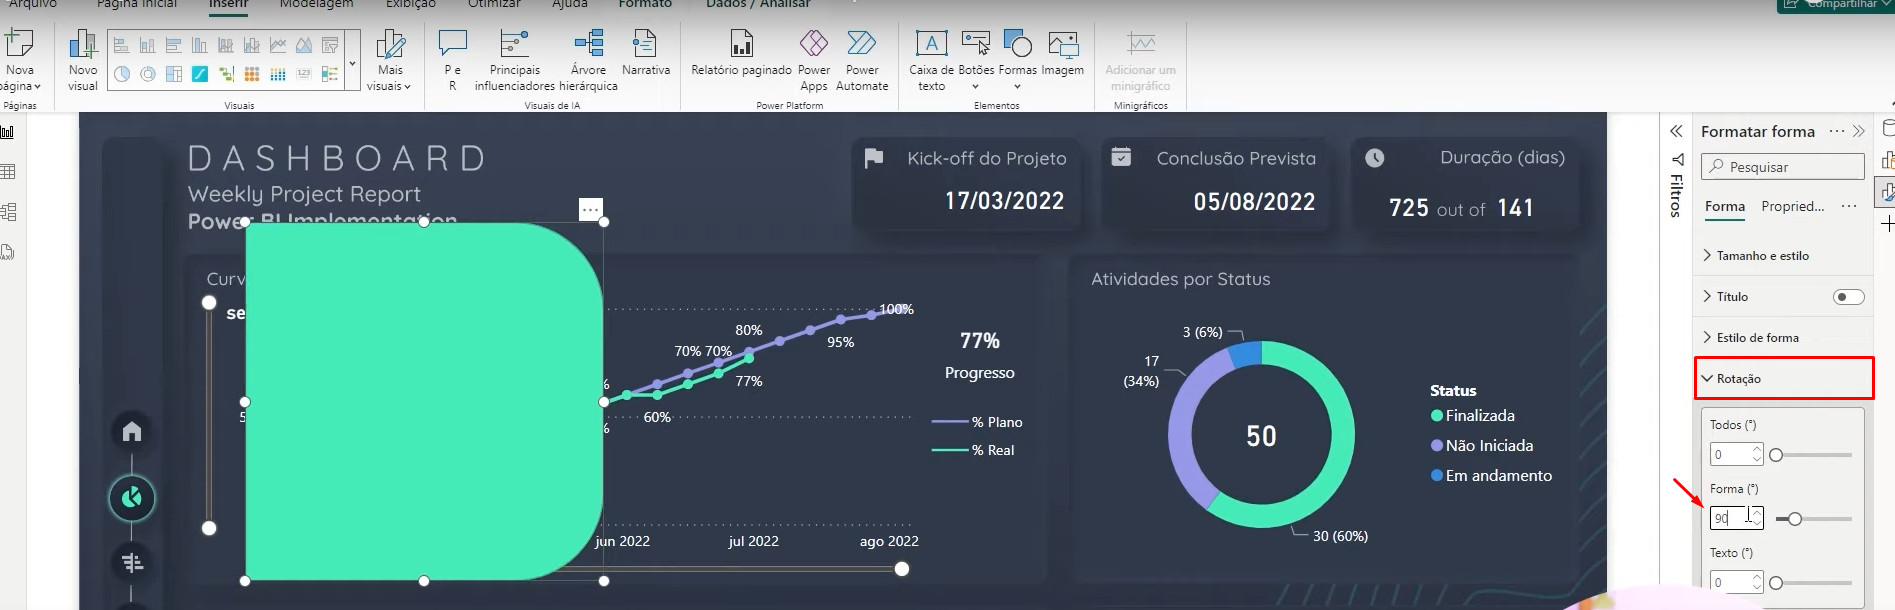 Arquivo Página Inicial Inserir Modelagem Exibição Otimizar Ajuda Formato Dados / Analisar Compartilhar
Nova página
Páginas
Novo visual
123
Mais visuais
Visuais
P e R
Principais influenciadores
Árvore hierárquica
Narrativa
Visuais de IA
Relatório paginado
Power Apps
Power Automate
Power Platform
Caixa de texto
Botões
Formas
Imagem
Elementos
Adicionar um minigráfico
Minigráficos
DASHBOARD
Weekly Project Report
Power BI Implementation
Kick-off do Projeto
17/03/2022
Conclusão Prevista
05/08/2022
Duração (dias)
725 out of 141
Curv
se
5
%
%
60%
70% 70%
80%
77%
95%
100%
jun 2022 jul 2022 ago 2022
77%
Progresso
% Plano
% Real
Atividades por Status
3 (6%)
17
(34%)
50
30 (60%)
Status
Finalizada
Não Iniciada
Em andamento
Filtros
Formatar forma
Pesquisar
Forma Propried...
Tamanho e estilo
Título
Estilo de forma
Rotação
Todos (°)
0
Forma (°)
90
Texto (°)
0